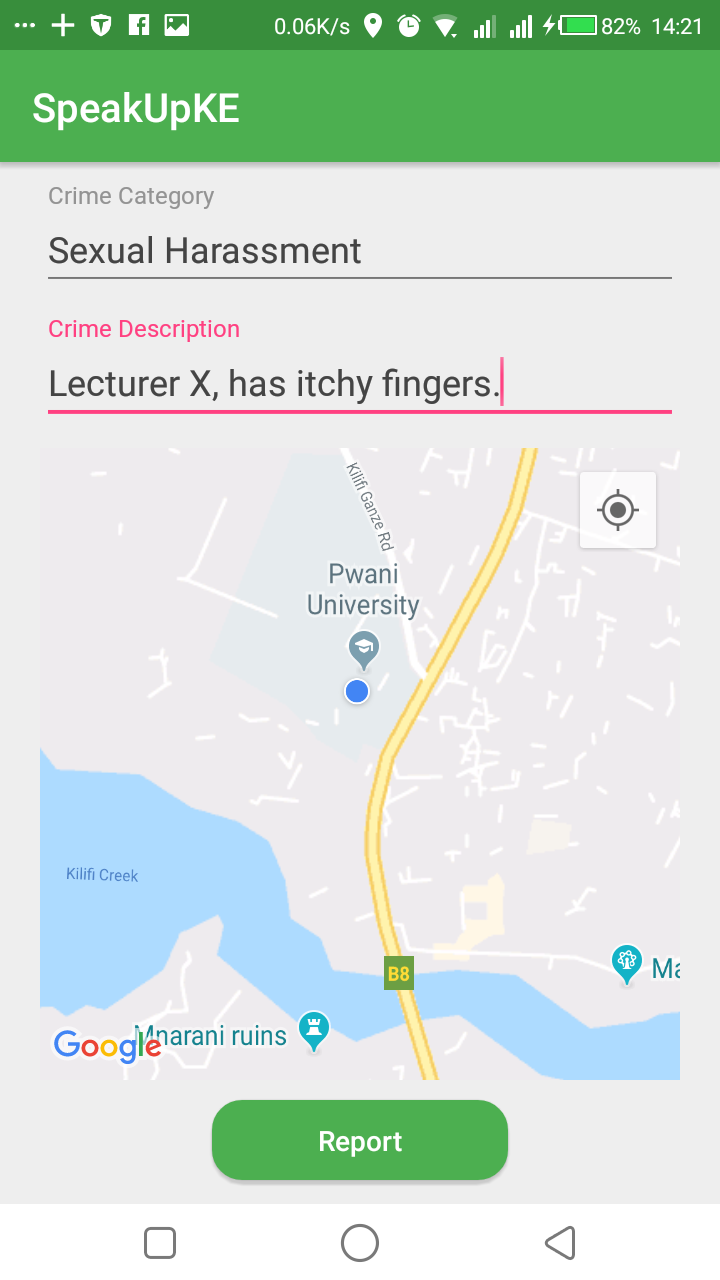 0.06K/s 82% 14:21
SpeakUpKE
Crime Category
Sexual Harassment
Crime Description
Lecturer X, has itchy fingers.
Kilifi Ganze Rd
Pwani
University
Kilifi Creek
B8
Ma
Mnarani ruins
Google
Report